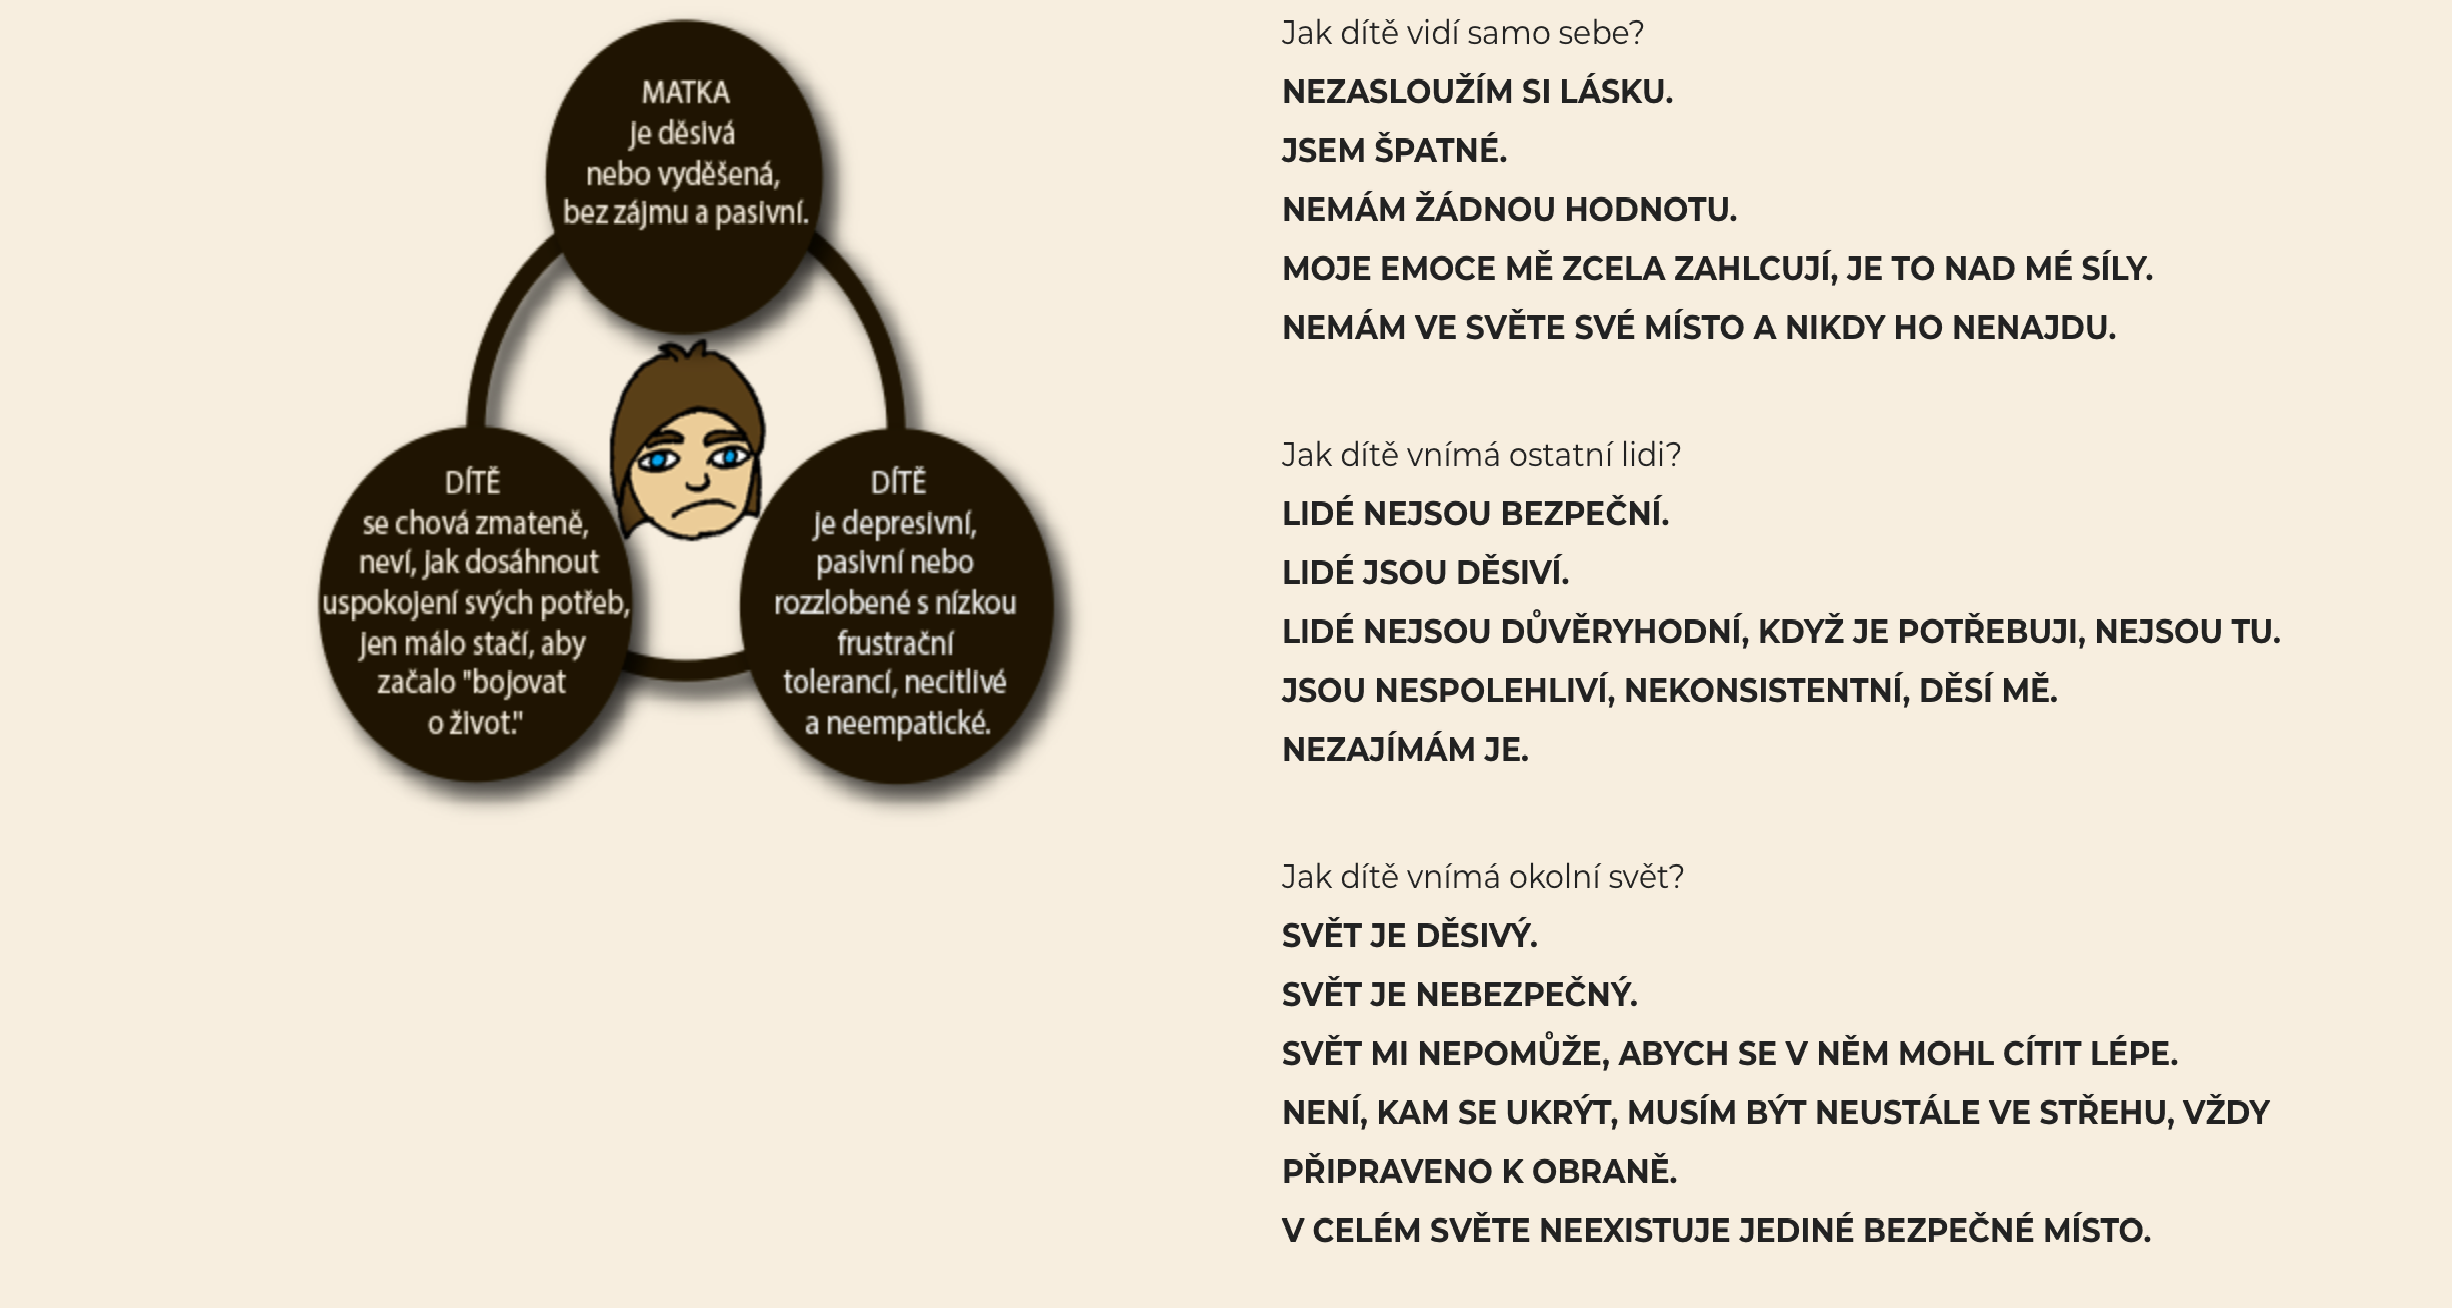 MATKA
je děsivá
nebo vyděšená,
bez zájmu a pasivní.
DÍTĚ
se chová zmateně,
neví, jak dosáhnout
uspokojení svých potřeb,
jen málo stačí, aby
začalo "bojovat
o život."
DÍTĚ
je depresivní,
pasivní nebo
rozzlobené s nízkou
frustrační
tolerancí, necitlivé
a neempatické.
Jak dítě vidí samo sebe?
NEZASLOUŽÍM SI LÁSKU.
JSEM ŠPATNÉ.
NEMÁM ŽÁDNOU HODNOTU.
MOJE EMOCE MĚ ZCELA ZAHLCUJÍ, JE TO NAD MÉ SÍLY.
NEMÁM VE SVĚTE SVÉ MÍSTO A NIKDY HO NENAJDU.
Jak dítě vnímá ostatní lidi?
LIDÉ NEJSOU BEZPEČNÍ.
LIDÉ JSOU DĚSIVÍ.
LIDÉ NEJSOU DŮVĚRYHODNÍ, KDYŽ JE POTŘEBUJI, NEJSOU TU.
JSOU NESPOLEHLIVÍ, NEKONSISTENTNÍ, DĚSÍ MĚ.
NEZAJÍMÁM JE.
Jak dítě vnímá okolní svět?
SVĚT JE DĚSIVÝ.
SVĚT JE NEBEZPEČNÝ.
SVĚT MI NEPOMŮŽE, ABYCH SE V NĚM MOHL CÍTIT LÉPE.
NENÍ, KAM SE UKRÝT, MUSÍM BÝT NEUSTÁLE VE STŘEHU, VŽDY
PŘIPRAVENO K OBRANĚ.
V CELÉM SVĚTE NEEXISTUJE JEDINÉ BEZPEČNÉ MÍSTO.